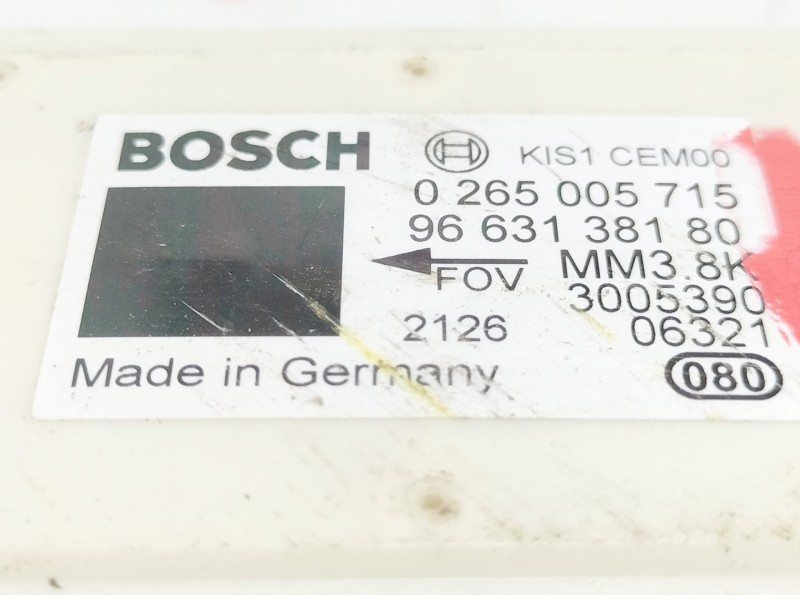 BOSCH KIS1 CEM00
0 265 005 715
96 631 381 80
FOV MM3.8K
3005390
2126 06321
Made in Germany 080